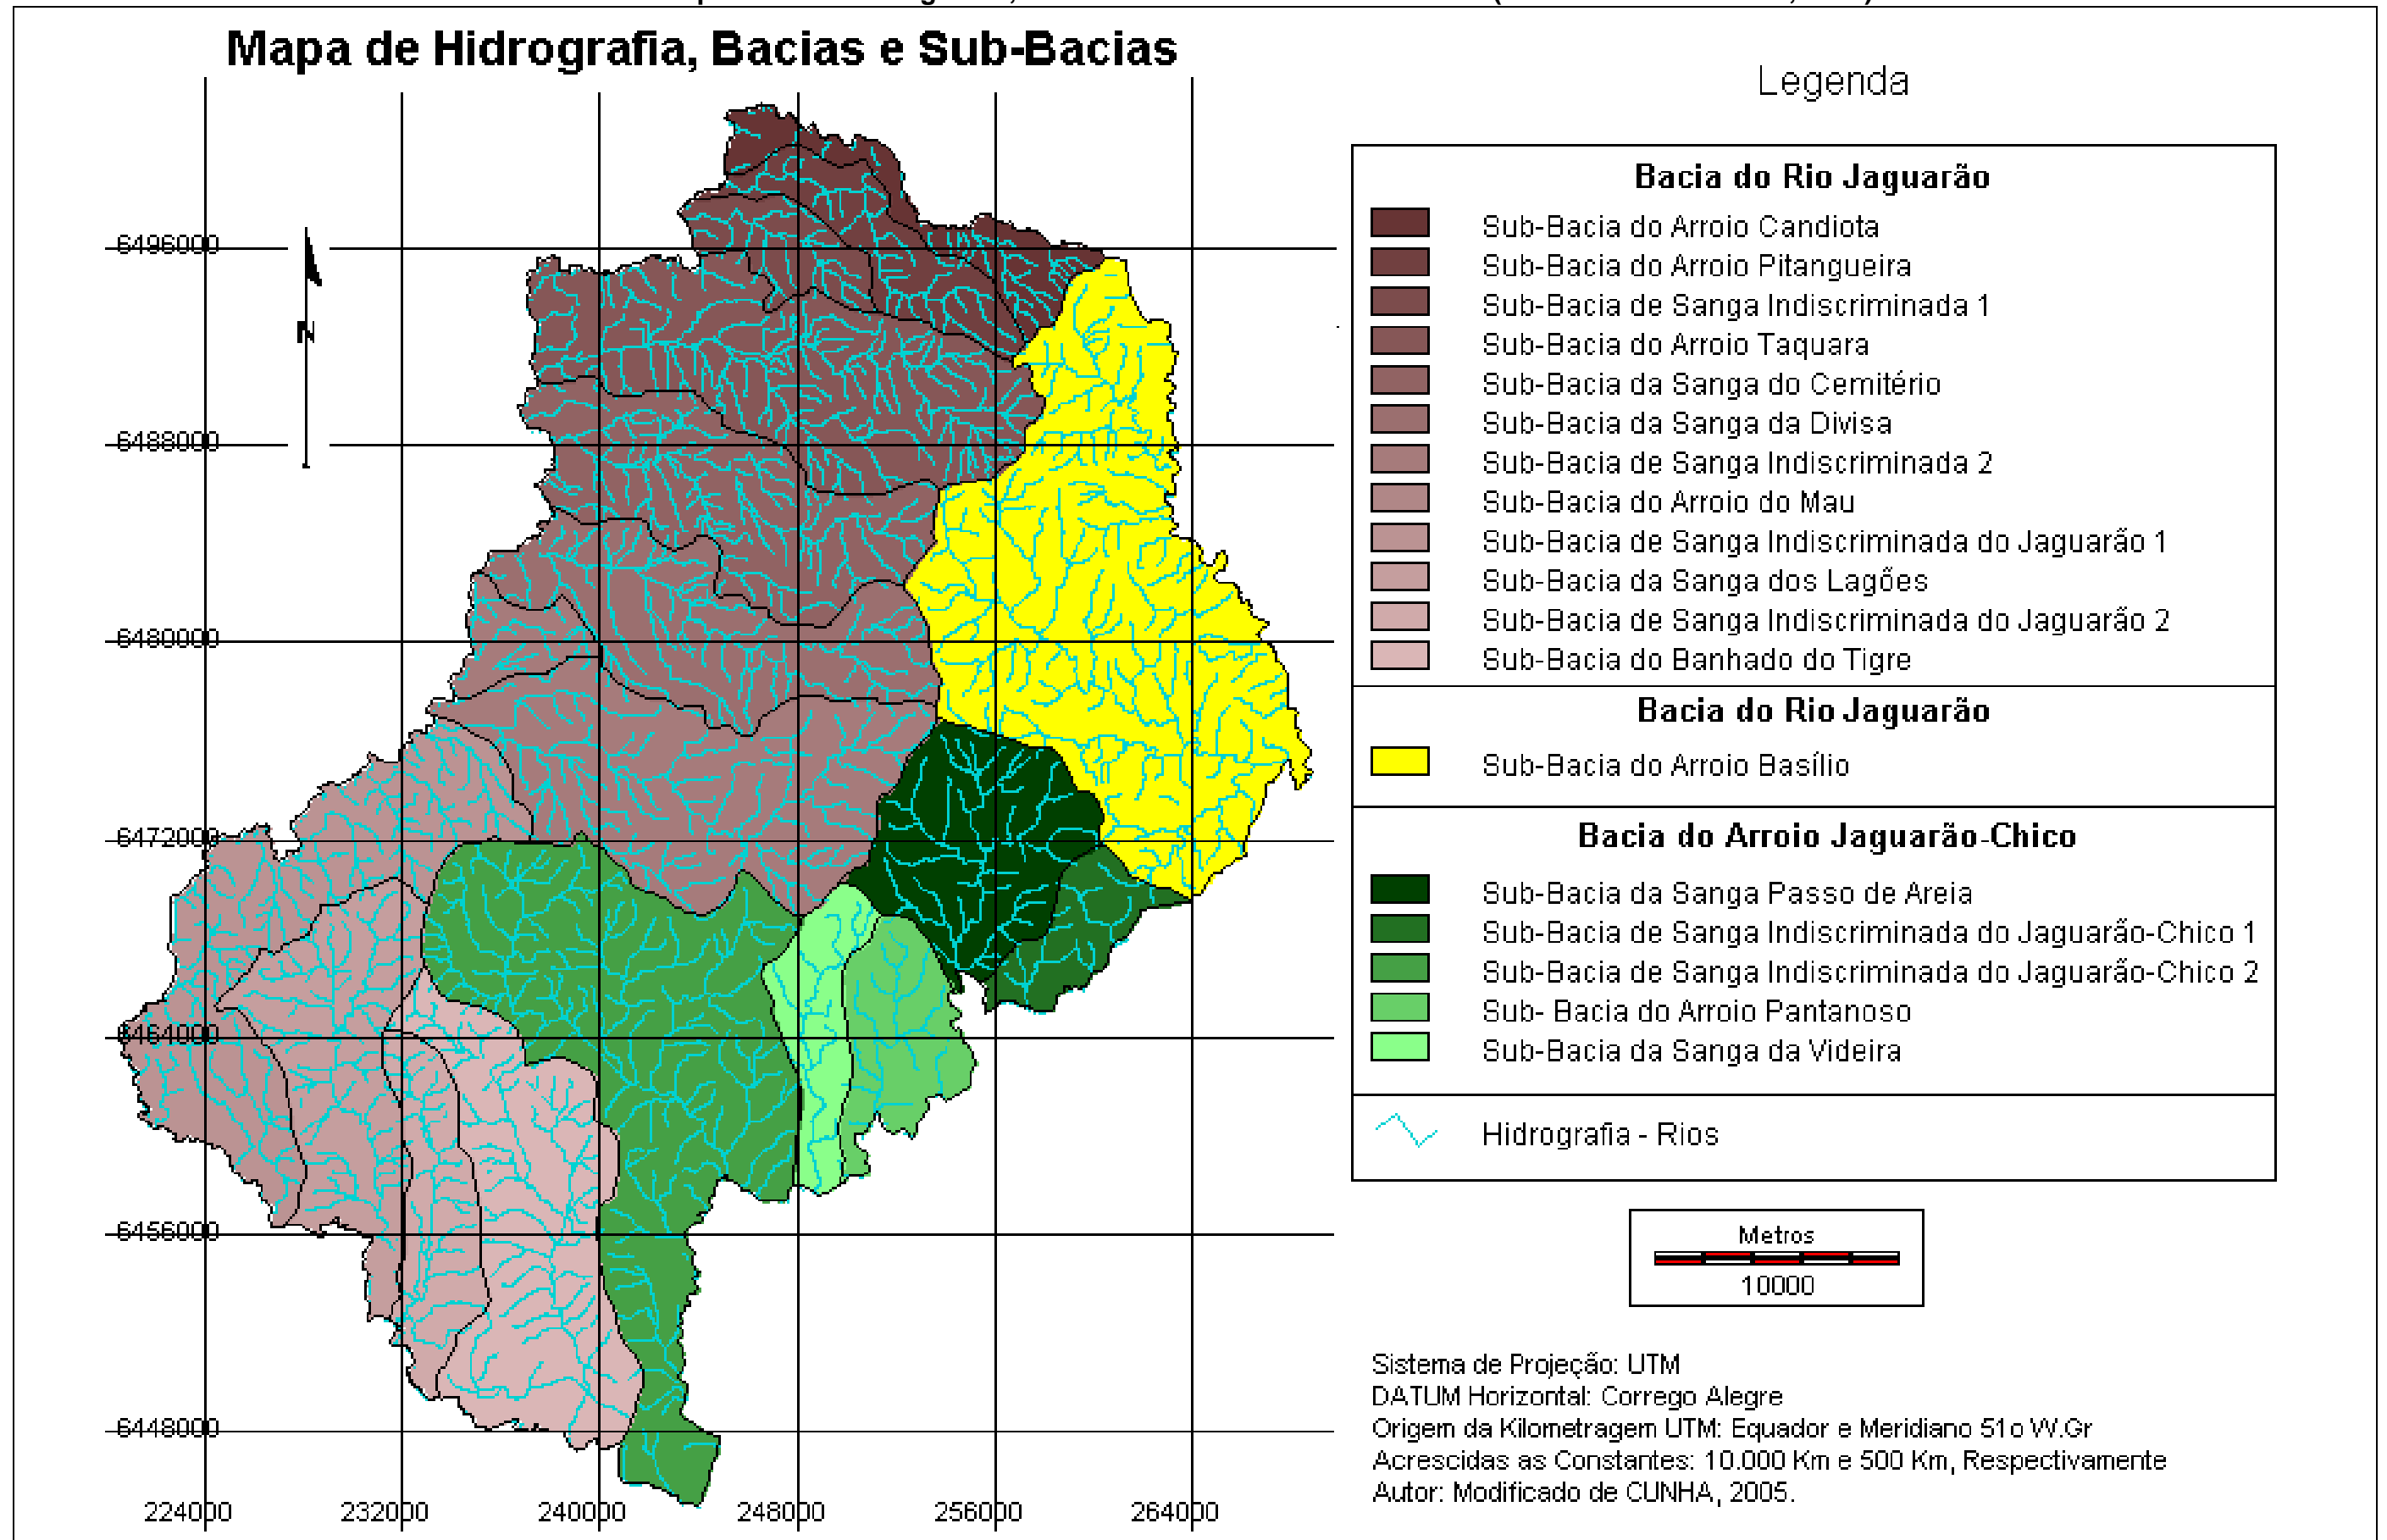 Mapa de Hidrografia, Bacias e Sub-Bacias
Legenda
Bacia do Rio Jaguarão
Sub-Bacia do Arroio Candiota
Sub-Bacia do Arroio Pitangueira
Sub-Bacia de Sanga Indiscriminada 1
Sub-Bacia do Arroio Taquara
Sub-Bacia da Sanga do Cemitério
Sub-Bacia da Sanga da Divisa
Sub-Bacia de Sanga Indiscriminada 2
Sub-Bacia do Arroio do Mau
Sub-Bacia de Sanga Indiscriminada do Jaguarão 1
Sub-Bacia da Sanga dos Lagões
Sub-Bacia de Sanga Indiscriminada do Jaguarão 2
Sub-Bacia do Banhado do Tigre
Bacia do Rio Jaguarão
Sub-Bacia do Arroio Basílio
Bacia do Arroio Jaguarão-Chico
Sub-Bacia da Sanga Passo de Areia
Sub-Bacia de Sanga Indiscriminada do Jaguarão-Chico 1
Sub-Bacia de Sanga Indiscriminada do Jaguarão-Chico 2
Sub- Bacia do Arroio Pantanoso
Sub-Bacia da Sanga da Videira
Hidrografia - Rios
Metros
10000
Sistema de Projeção: UTM
DATUM Horizontal: Corrego Alegre
Origem da Kilometragem UTM: Equador e Meridiano 51o W.Gr
Acrescidas as Constantes: 10.000 Km e 500 Km, Respectivamente
Autor: Modificado de CUNHA, 2005.
N
6496000
6488000
6480000
6472000
6464000
6456000
6448000
224000 232000 240000 248000 256000 264000